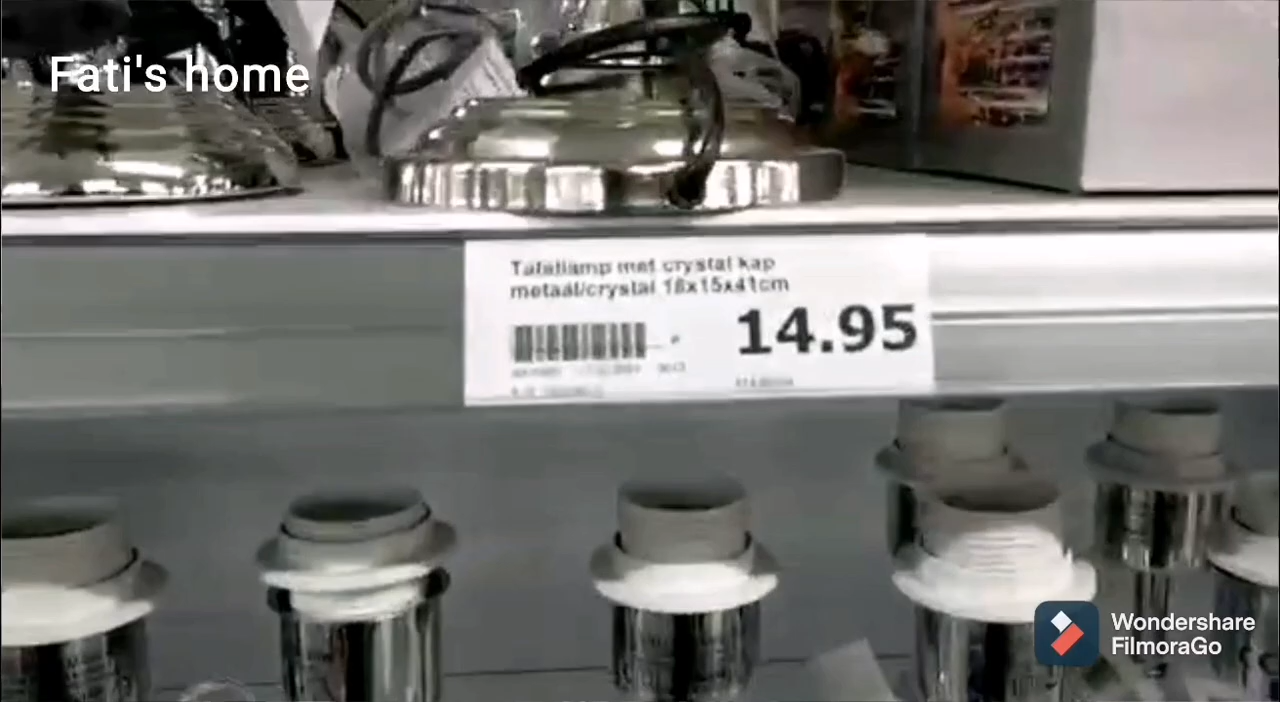 Fati's home
Tafellamp met crystal kap
metaal/crystal 18x15x41cm
14.95
Wondershare
FilmoraGo